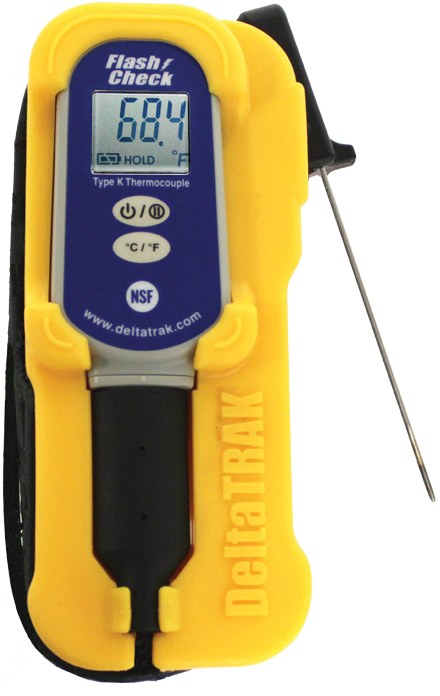 Flash
Check
68.4
HOLD °F
Type K Thermocouple
°C / °F
NSF
www.deltatrak.com
DeltaTRAK